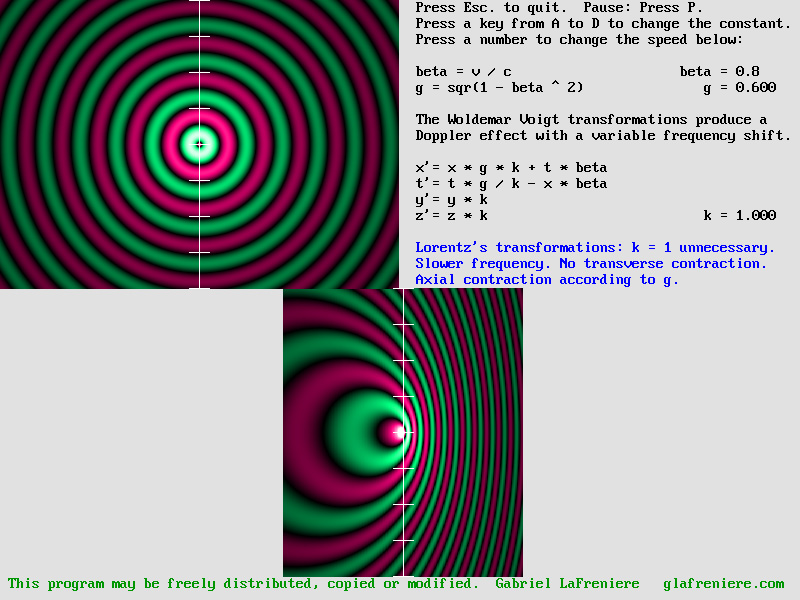 Press Esc. to quit.  Pause: Press P.
Press a key from A to D to change the constant.
Press a number to change the speed below:
beta = v / c                     beta = 0.8
g = sqr(1 - beta ^ 2)               g = 0.600
The Woldemar Voigt transformations produce a
Doppler effect with a variable frequency shift.
x'= x * g * k + t * beta
t'= t * g / k - x * beta
y'= y * k
z'= z * k                           k = 1.000
Lorentz's transformations: k = 1 unnecessary.
Slower frequency. No transverse contraction.
Axial contraction according to g.
This program may be freely distributed, copied or modified.  Gabriel LaFreniere   glafreniere.com